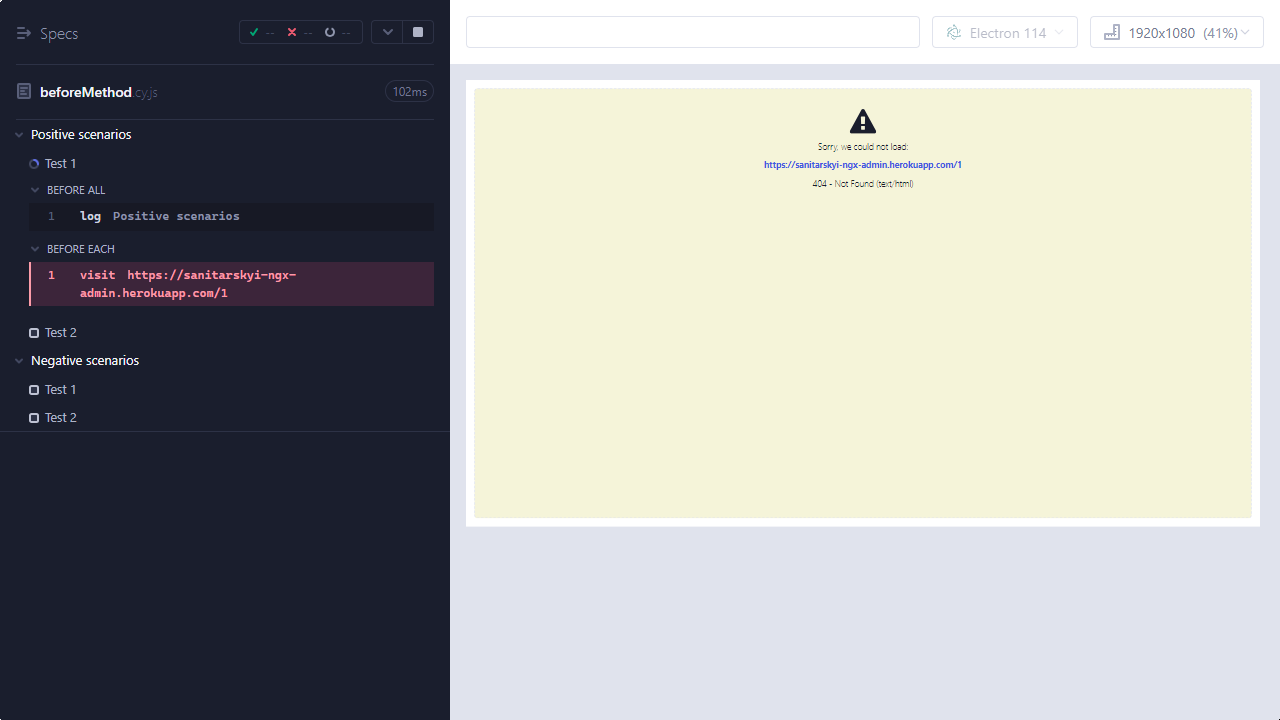 Specs
-- -- --
beforeMethod.cy.js
102ms
Positive scenarios
Test 1
BEFORE ALL
1 log Positive scenarios
BEFORE EACH
1 visit https://sanitarskyi-ngx-
admin.herokuapp.com/1
Test 2
Negative scenarios
Test 1
Test 2
Electron 114
1920x1080 (41%)
Sorry, we could not load:
https://sanitarskyi-ngx-admin.herokuapp.com/1
404 - Not Found (text/html)